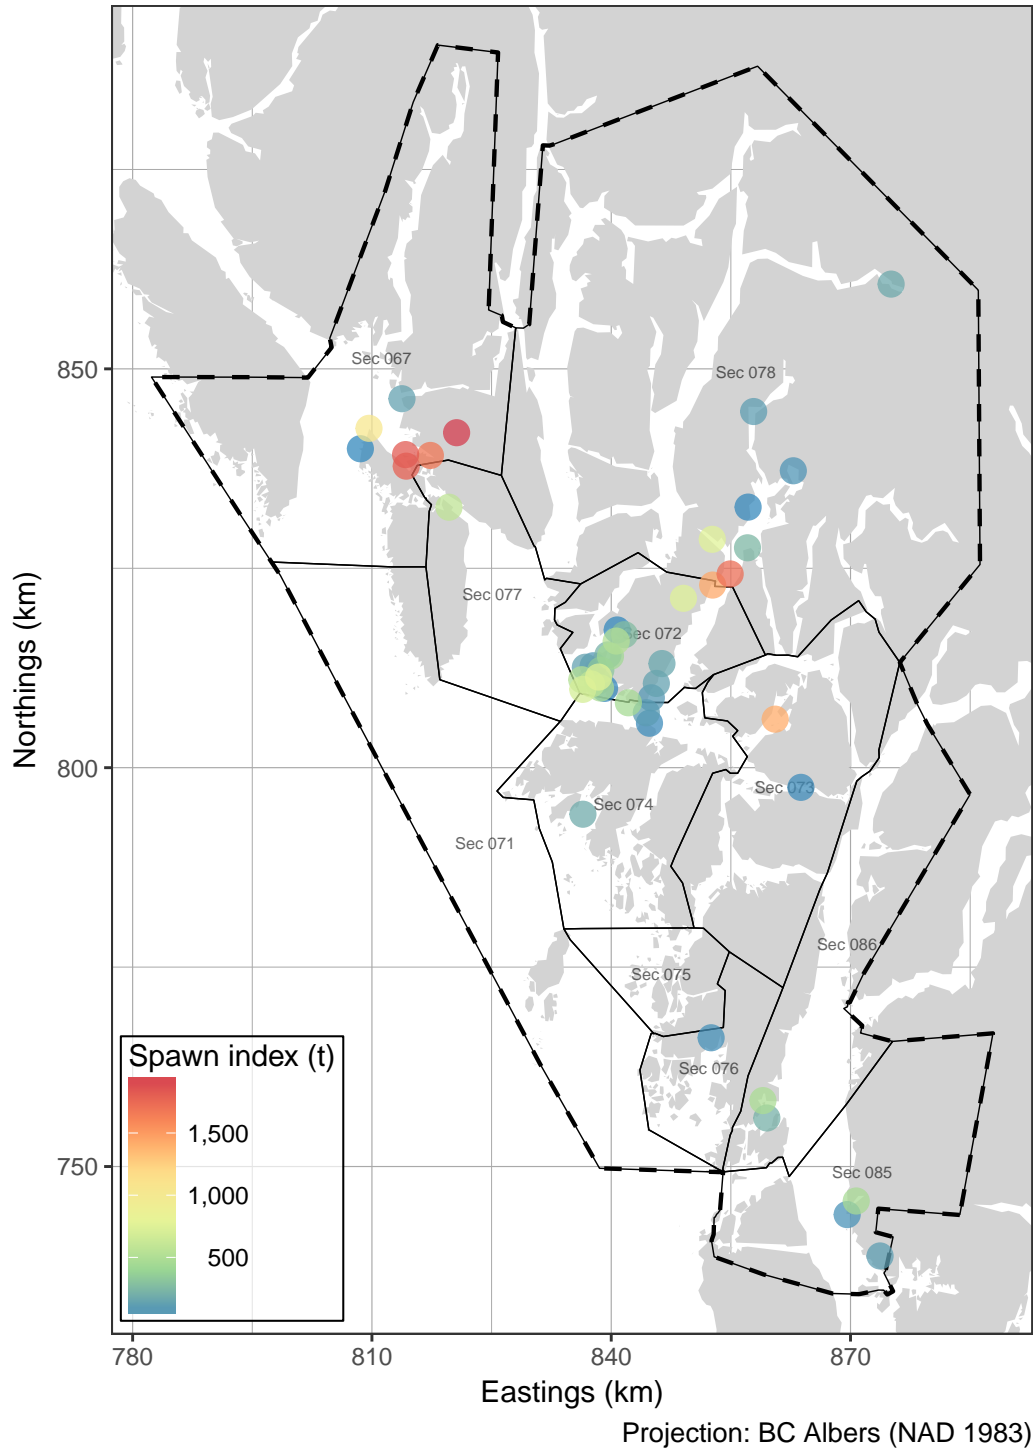 Sec 067
Sec 078
850
Sec 077
Sec 072
Northings (km)
800
Sec 073
Sec 074
Sec 071
Sec 086
Sec 075
Sec 076
Spawn index (t)
1,500
1,000
500
750
Sec 085
780
810
840
870
Eastings (km)
Projection: BC Albers (NAD 1983)